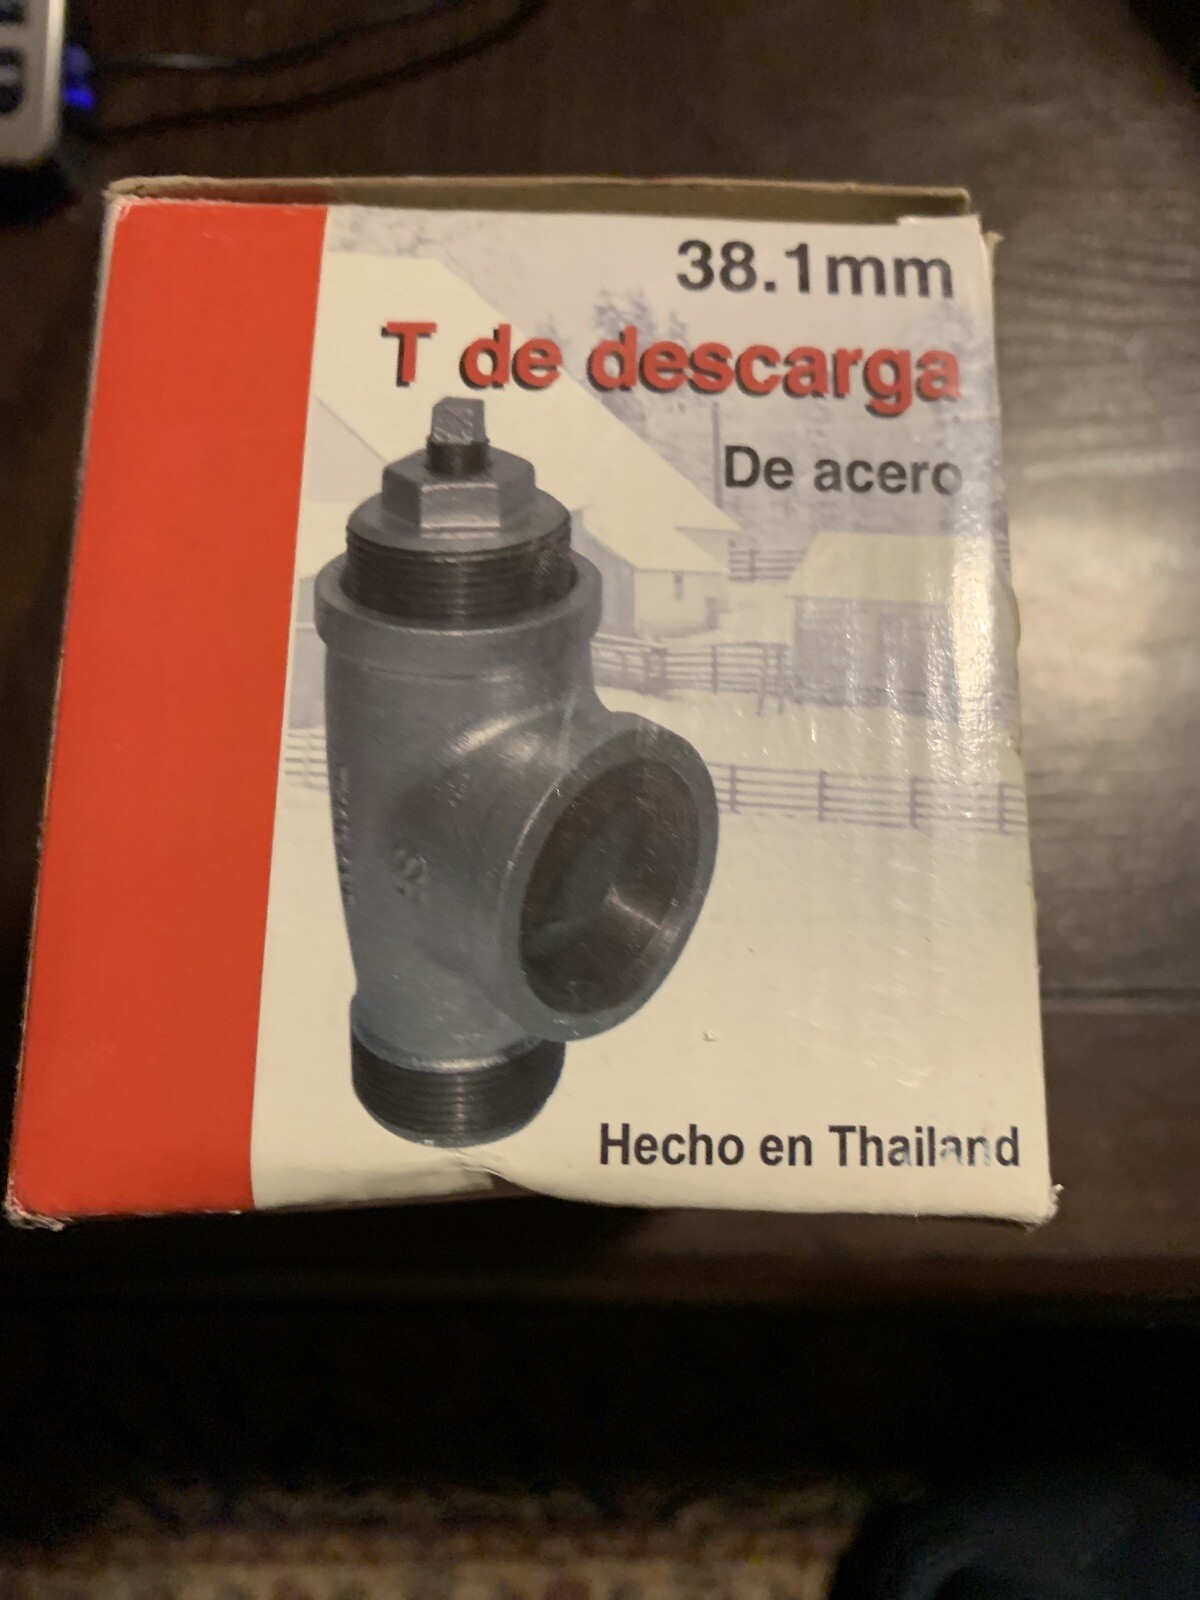 38.1mm
T de descarga
De acero
Hecho en Thailand